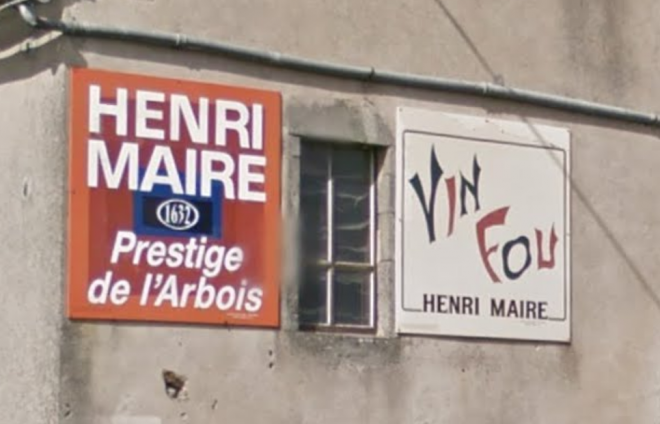 HENRI
MAIRE
1632
Prestige
de l'Arbois
VIN
FOU
HENRI MAIRE